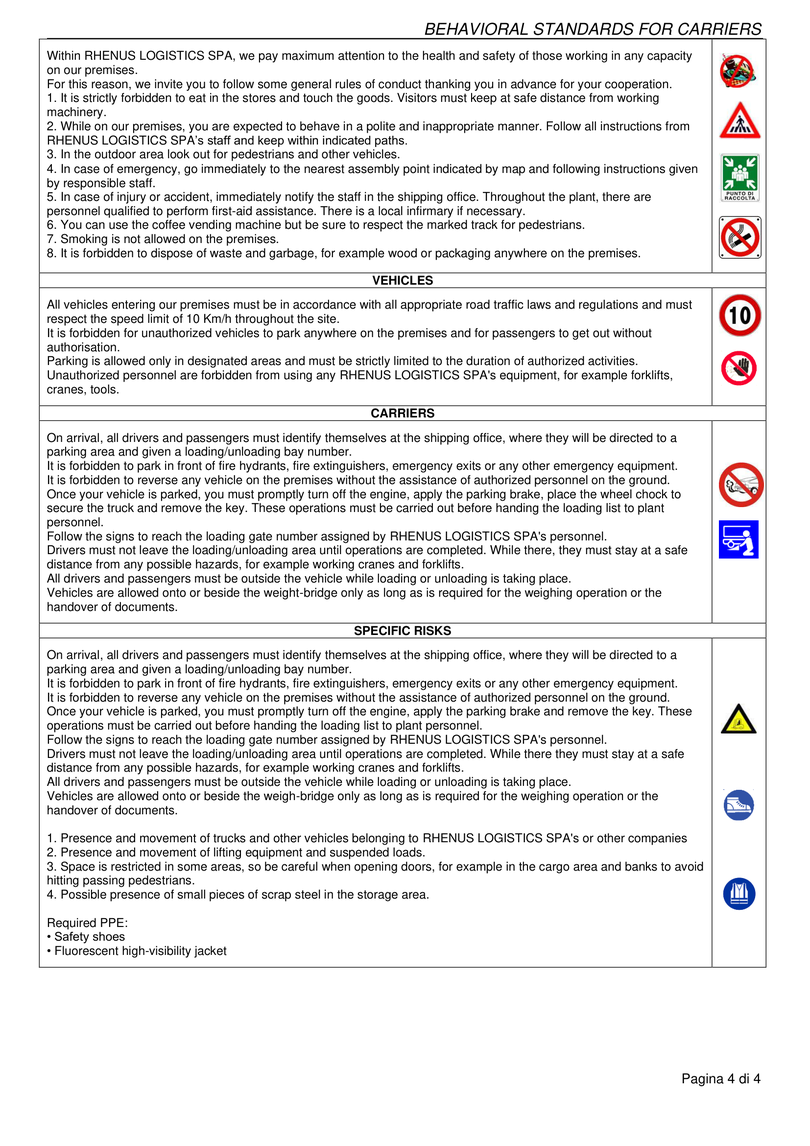 BEHAVIORAL STANDARDS FOR CARRIERS
Within RHENUS LOGISTICS SPA, we pay maximum attention to the health and safety of those working in any capacity
on our premises.
For this reason, we invite you to follow some general rules of conduct thanking you in advance for your cooperation.
1. It is strictly forbidden to eat in the stores and touch the goods. Visitors must keep at safe distance from working
machinery.
2. While on our premises, you are expected to behave in a polite and inappropriate manner. Follow all instructions from
RHENUS LOGISTICS SPA's staff and keep within indicated paths.
3. In the outdoor area look out for pedestrians and other vehicles.
4. In case of emergency, go immediately to the nearest assembly point indicated by map and following instructions given
by responsible staff.
5. In case of injury or accident, immediately notify the staff in the shipping office. Throughout the plant, there are
personnel qualified to perform first-aid assistance. There is a local infirmary if necessary.
6. You can use the coffee vending machine but be sure to respect the marked track for pedestrians.
7. Smoking is not allowed on the premises.
8. It is forbidden to dispose of waste and garbage, for example wood or packaging anywhere on the premises.
PUNTO DI
RACCOLTA
VEHICLES
All vehicles entering our premises must be in accordance with all appropriate road traffic laws and regulations and must
respect the speed limit of 10 Km/h throughout the site.
It is forbidden for unauthorized vehicles to park anywhere on the premises and for passengers to get out without
authorisation.
Parking is allowed only in designated areas and must be strictly limited to the duration of authorized activities.
Unauthorized personnel are forbidden from using any RHENUS LOGISTICS SPA's equipment, for example forklifts,
cranes, tools.
10
CARRIERS
On arrival, all drivers and passengers must identify themselves at the shipping office, where they will be directed to a
parking area and given a loading/unloading bay number.
It is forbidden to park in front of fire hydrants, fire extinguishers, emergency exits or any other emergency equipment.
It is forbidden to reverse any vehicle on the premises without the assistance of authorized personnel on the ground.
Once your vehicle is parked, you must promptly turn off the engine, apply the parking brake, place the wheel chock to
secure the truck and remove the key. These operations must be carried out before handing the loading list to plant
personnel.
Follow the signs to reach the loading gate number assigned by RHENUS LOGISTICS SPA's personnel.
Drivers must not leave the loading/unloading area until operations are completed. While there, they must stay at a safe
distance from any possible hazards, for example working cranes and forklifts.
All drivers and passengers must be outside the vehicle while loading or unloading is taking place.
Vehicles are allowed onto or beside the weight-bridge only as long as is required for the weighing operation or the
handover of documents.
SPECIFIC RISKS
On arrival, all drivers and passengers must identify themselves at the shipping office, where they will be directed to a
parking area and given a loading/unloading bay number.
It is forbidden to park in front of fire hydrants, fire extinguishers, emergency exits or any other emergency equipment.
It is forbidden to reverse any vehicle on the premises without the assistance of authorized personnel on the ground.
Once your vehicle is parked, you must promptly turn off the engine, apply the parking brake and remove the key. These
operations must be carried out before handing the loading list to plant personnel.
Follow the signs to reach the loading gate number assigned by RHENUS LOGISTICS SPA's personnel.
Drivers must not leave the loading/unloading area until operations are completed. While there they must stay at a safe
distance from any possible hazards, for example working cranes and forklifts.
All drivers and passengers must be outside the vehicle while loading or unloading is taking place.
Vehicles are allowed onto or beside the weigh-bridge only as long as is required for the weighing operation or the
handover of documents.
1. Presence and movement of trucks and other vehicles belonging to RHENUS LOGISTICS SPA's or other companies
2. Presence and movement of lifting equipment and suspended loads.
3. Space is restricted in some areas, so be careful when opening doors, for example in the cargo area and banks to avoid
hitting passing pedestrians.
4. Possible presence of small pieces of scrap steel in the storage area.
Required PPE:
• Safety shoes
• Fluorescent high-visibility jacket
Pagina 4 di 4